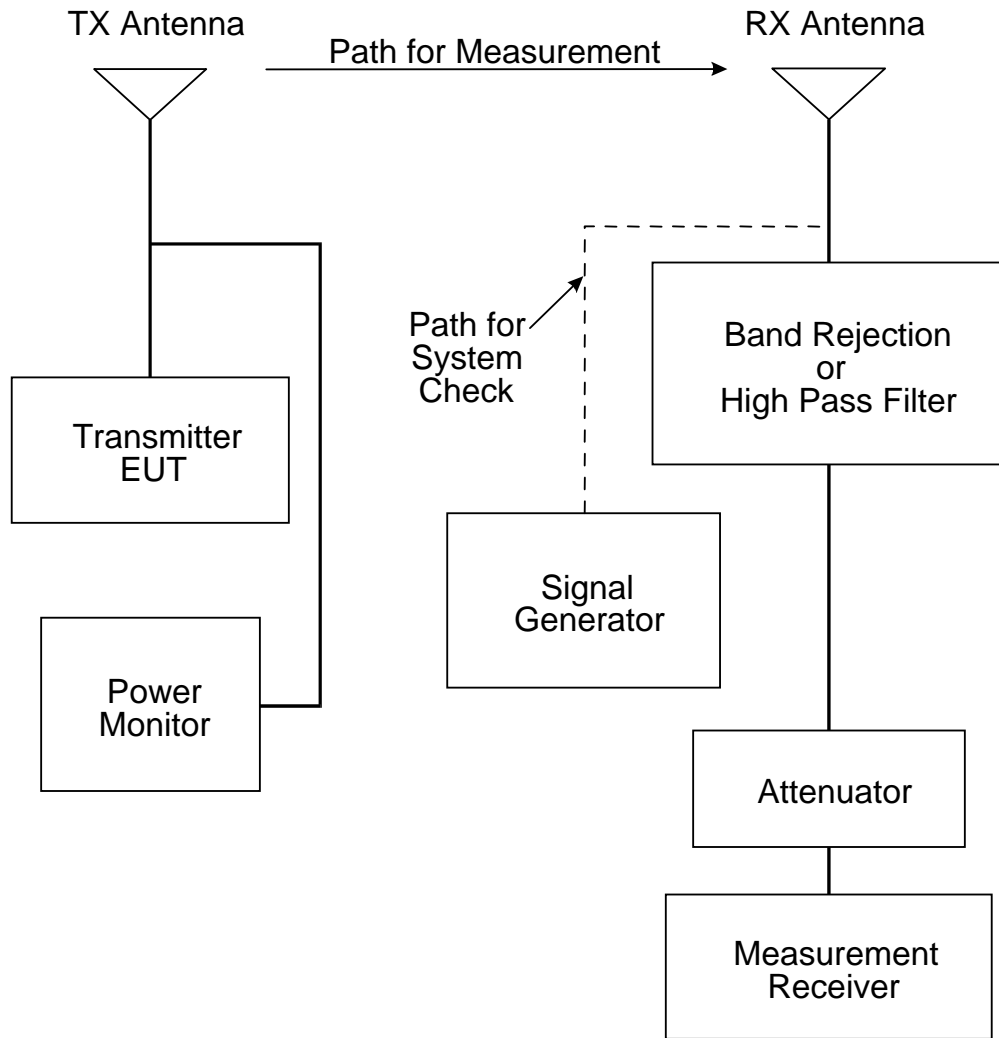 TX Antenna
RX Antenna
Path for Measurement
Path for
System
Check
Band Rejection
or
High Pass Filter
Transmitter
EUT
Signal
Generator
Power
Monitor
Attenuator
Measurement
Receiver